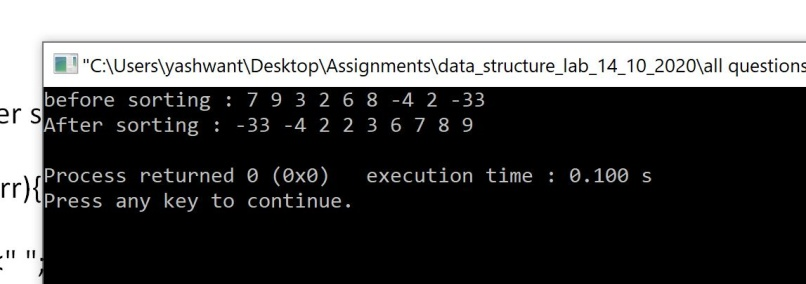 "C:\Users\yashwant\Desktop\Assignments\data_structure_lab_14_10_2020\all questions
before sorting : 7 9 3 2 6 8 -4 2 -33
er s
After sorting : -33 -4 2 2 3 6 7 8 9
Process returned 0 (0x0)   execution time : 0.100 s
rr){
Press any key to continue.
" ";